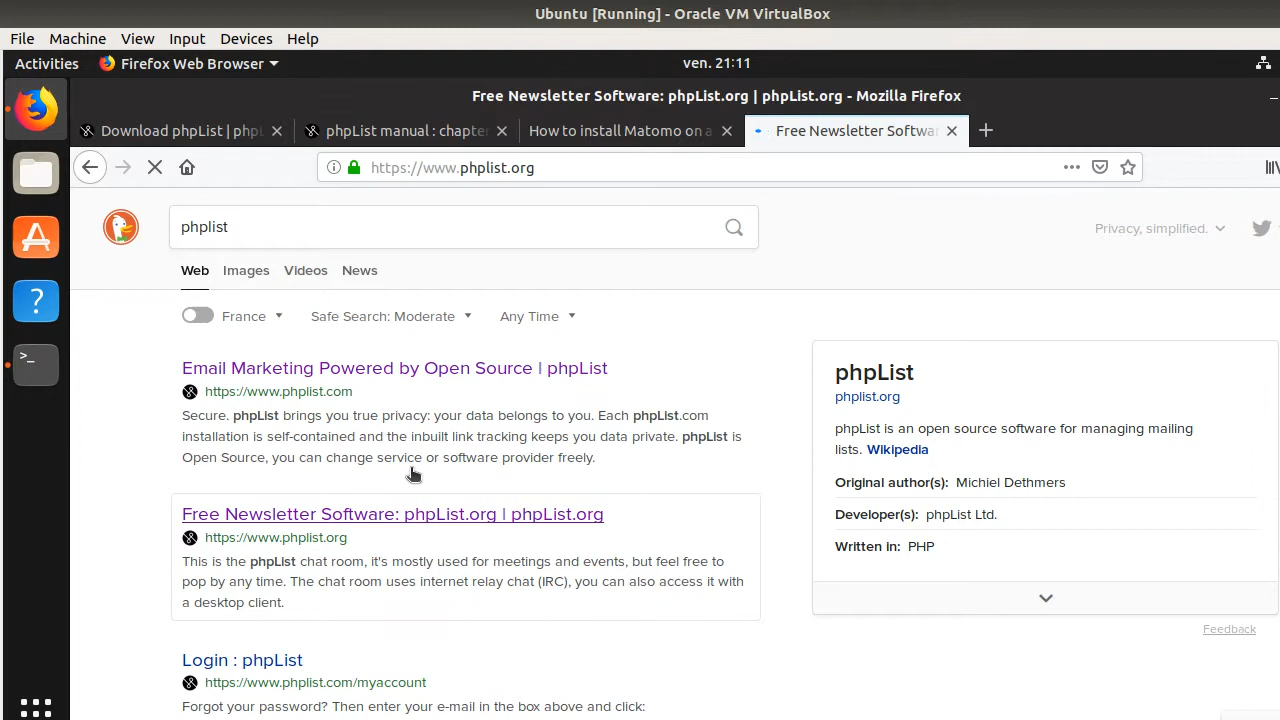 Ubuntu [Running] - Oracle VM VirtualBox
File Machine View Input Devices Help
Activities Firefox Web Browser ven. 21:11
Free Newsletter Software: phpList.org | phpList.org - Mozilla Firefox
Download phpList | phpL phpList manual : chapter How to install Matomo on a Free Newsletter Softwar
https://www.phplist.org
phplist
Privacy, simplified.
Web Images Videos News
France Safe Search: Moderate Any Time
Email Marketing Powered by Open Source | phpList
https://www.phplist.com
Secure. phpList brings you true privacy: your data belongs to you. Each phpList.com
installation is self-contained and the inbuilt link tracking keeps you data private. phpList is
Open Source, you can change service or software provider freely.
Free Newsletter Software: phpList.org | phpList.org
https://www.phplist.org
This is the phpList chat room, it's mostly used for meetings and events, but feel free to
pop by any time. The chat room uses internet relay chat (IRC), you can also access it with
a desktop client.
Login : phpList
https://www.phplist.com/myaccount
Forgot your password? Then enter your e-mail in the box above and click:
phpList
phplist.org
phpList is an open source software for managing mailing
lists. Wikipedia
Original author(s): Michiel Dethmers
Developer(s): phpList Ltd.
Written in: PHP
Feedback